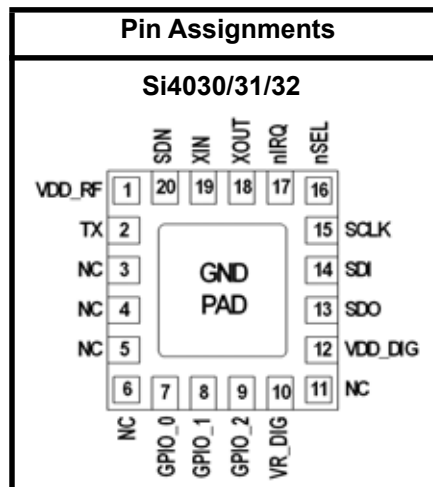 Pin Assignments
Si4030/31/32
SDN
XIN
XOUT
nIRQ
nSEL
20
19
18
17
16
VDD_RF
1
TX
2
NC
3
NC
4
NC
5
GND
PAD
15
SCLK
14
SDI
13
SDO
12
VDD_DIG
11
NC
6
7
8
9
10
NC
GPIO_0
GPIO_1
GPIO_2
VR_DIG